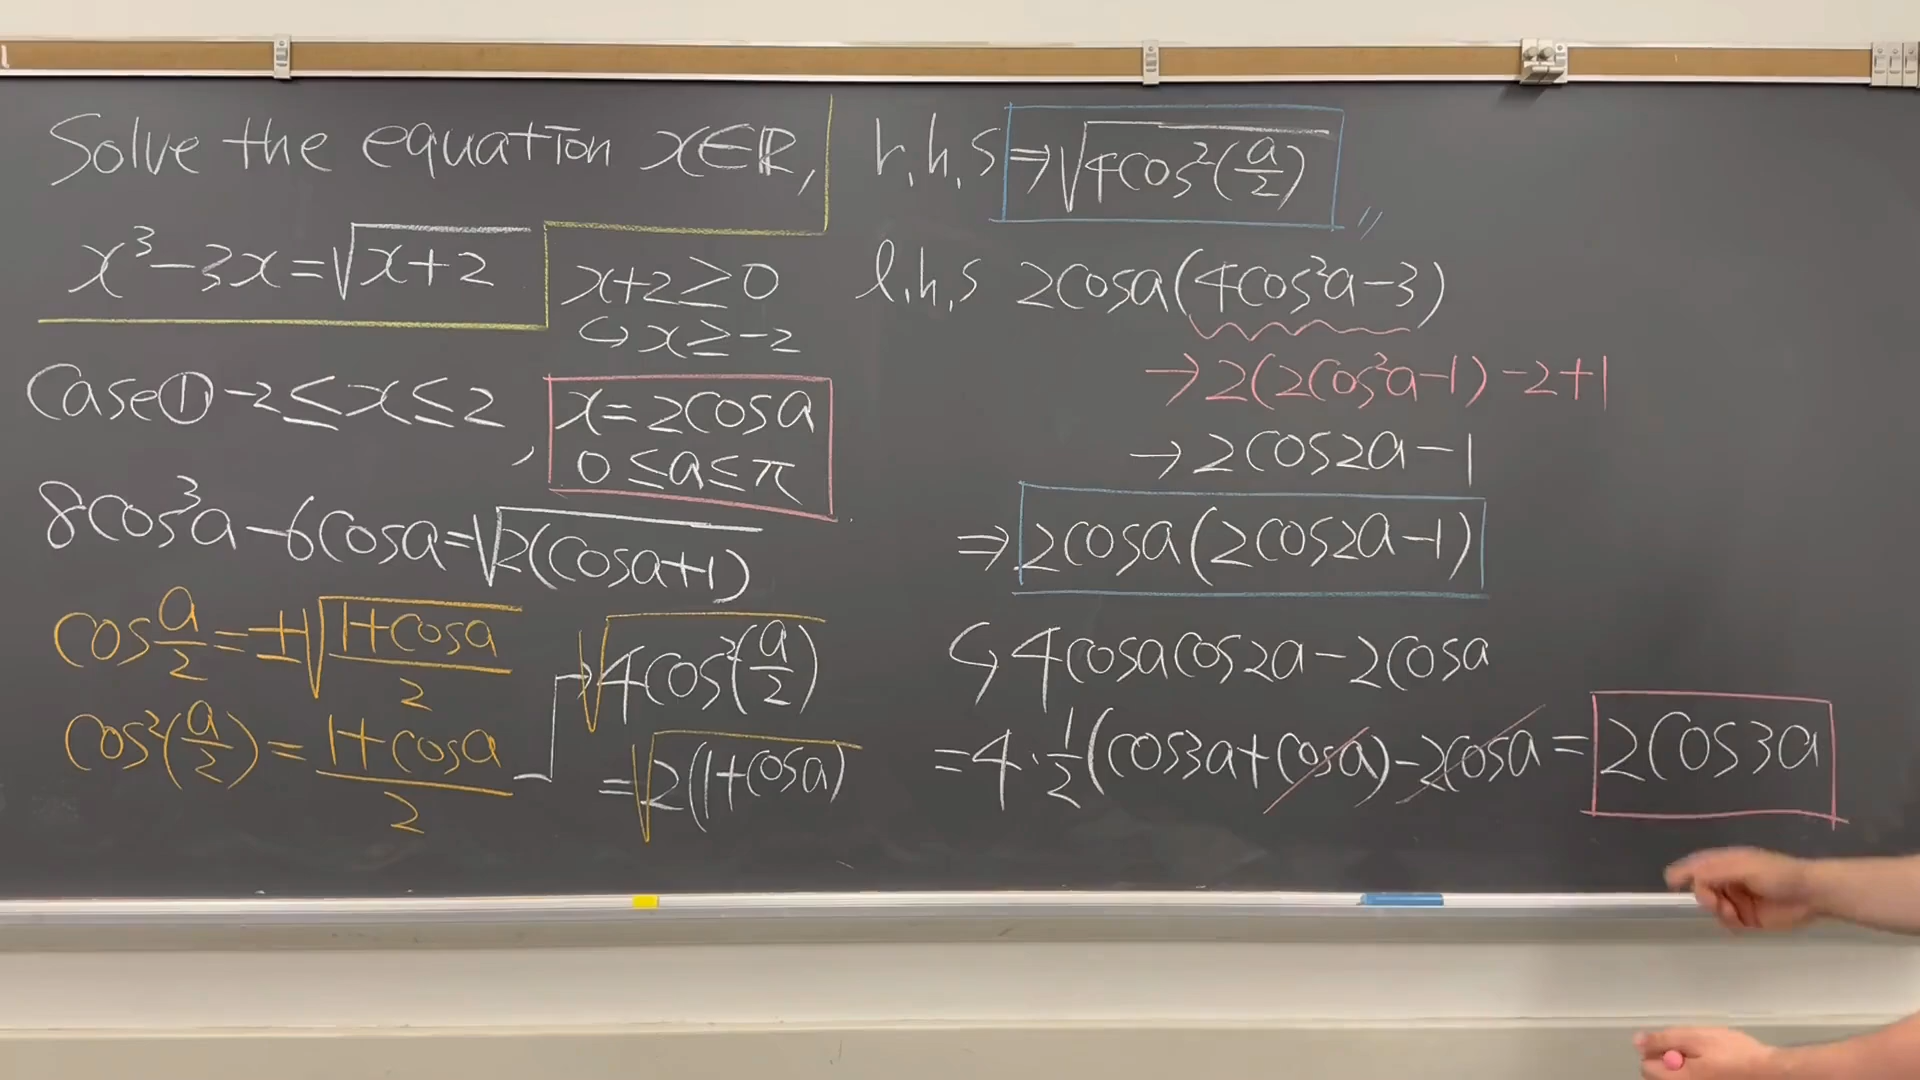 Solve the equation x∈ℝ,
x³-3x=√(x+2)
x+2≥0
↪x≥-2
Case① -2≤x≤2, x=2cosa
0≤a≤π
8cos³a-6cosa=√(2(cosa+1))
cos a/2=±√((1+cosa)/2)
→√(4cos²(a/2))
cos²(a/2)=(1+cosa)/2
=√(2(1+cosa))
r.h.s ⇒√(4cos²(a/2)) //
l.h.s 2cosa(4cos²a-3)
→2(2cos²a-1)-2+1
→2cos2a-1
⇒2cosa(2cos2a-1)
↪4cosacos2a-2cosa
=4·1/2(cos3a+cosa)-2cosa=2cos3a